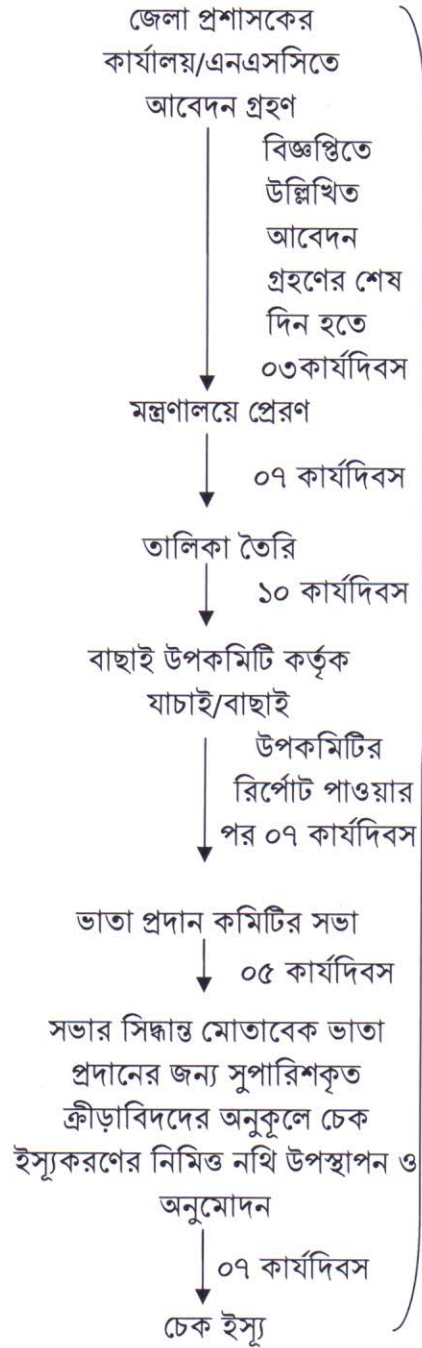 জেলা প্রশাসকের
কার্যালয়/এনএসসিতে
আবেদন গ্রহণ
বিজ্ঞপ্তিতে
উল্লিখিত
আবেদন
গ্রহণের শেষ
দিন হতে
০৩কার্যদিবস
মন্ত্রণালয়ে প্রেরণ
০৭ কার্যদিবস
তালিকা তৈরি
১০ কার্যদিবস
বাছাই উপকমিটি কর্তৃক
যাচাই/বাছাই
উপকমিটির
রির্পোট পাওয়ার
পর ০৭ কার্যদিবস
ভাতা প্রদান কমিটির সভা
০৫ কার্যদিবস
সভার সিদ্ধান্ত মোতাবেক ভাতা
প্রদানের জন্য সুপারিশকৃত
ক্রীড়াবিদদের অনুকূলে চেক
ইস্যূকরণের নিমিত্ত নথি উপস্থাপন ও
অনুমোদন
০৭ কার্যদিবস
চেক ইস্যূ